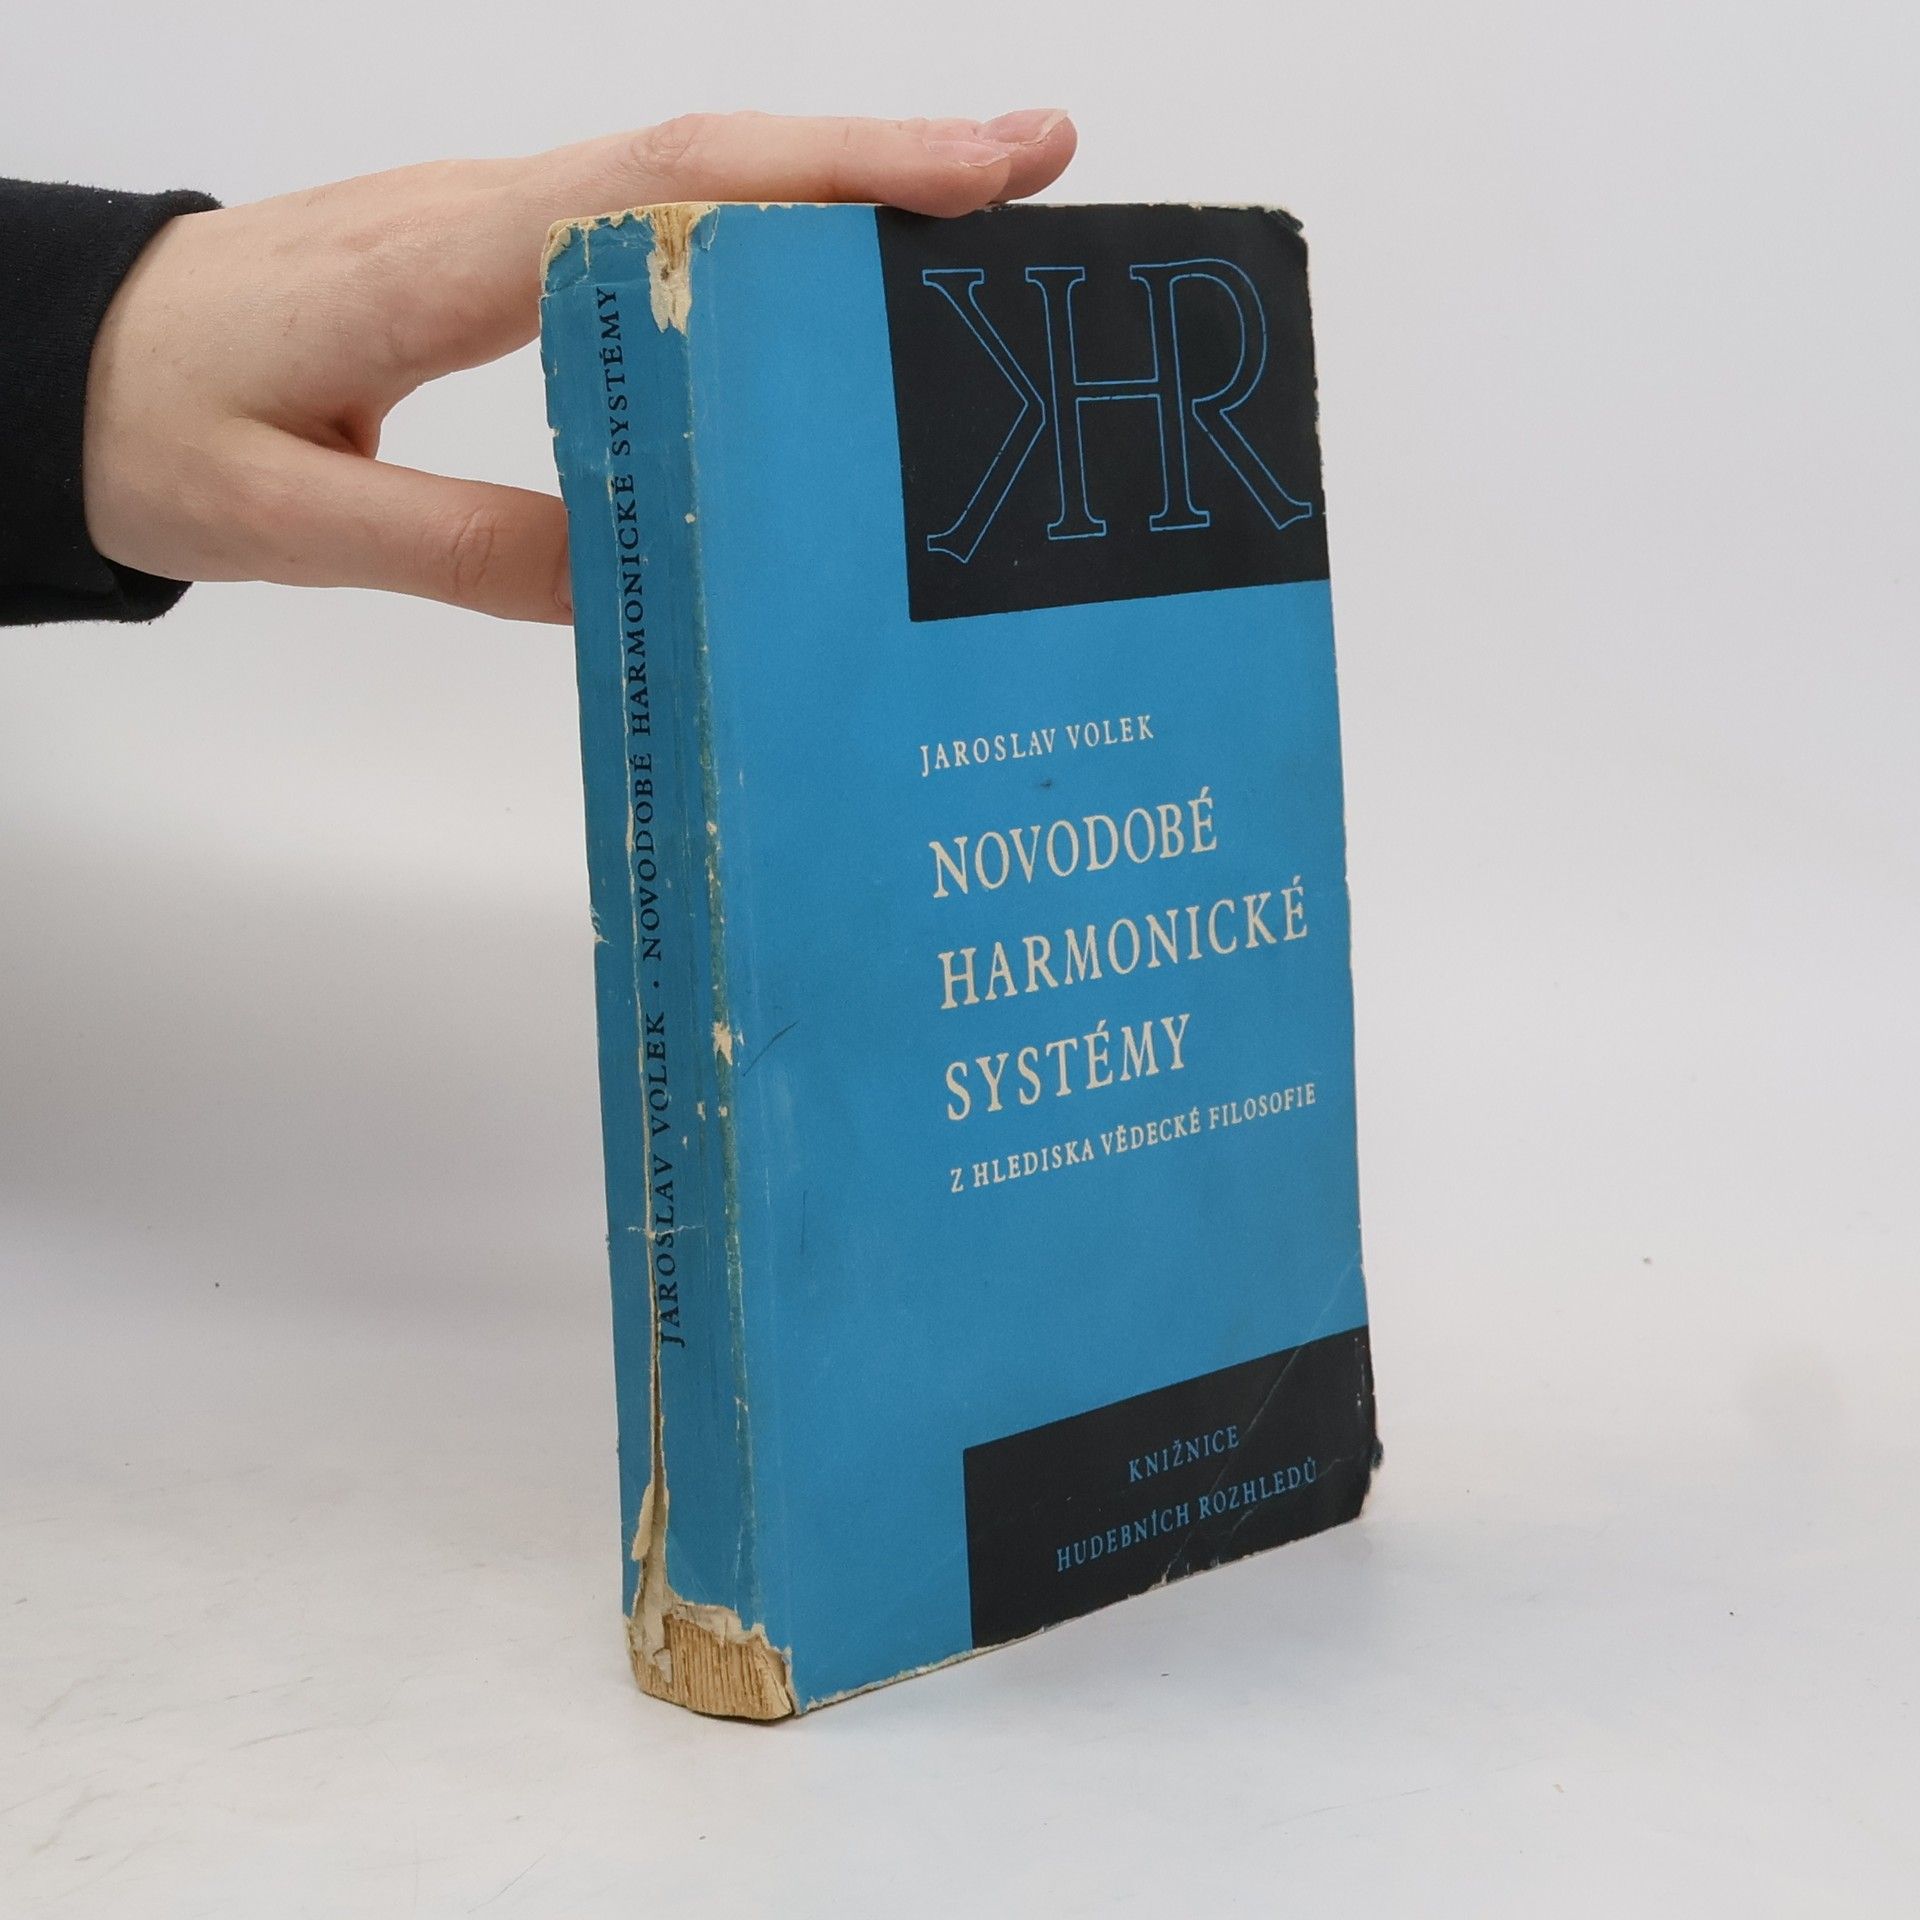 JAROSLAV VOLEK · NOVODOBÉ HARMONICKÉ SYSTÉMY
KHR
JAROSLAV VOLEK
NOVODOBÉ
HARMONICKÉ
SYSTÉMY
Z HLEDISKA VĚDECKÉ FILOSOFIE
KNIŽNICE
HUDEBNÍCH ROZHLEDŮ